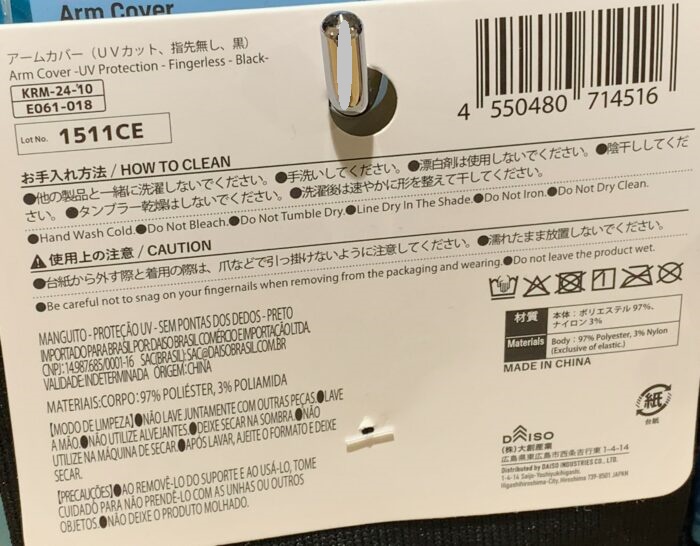 Arm Cover
アームカバー（UVカット、指先無し、黒）
Arm Cover -UV Protection - Fingerless - Black-
KRM-24-'10
E061-018
Lot No. 1511CE
4 550480 714516
お手入れ方法 / HOW TO CLEAN
●他の製品と一緒に洗濯しないでください。●手洗いしてください。●漂白剤は使用しないでください。●陰干ししてくだ
さい。●タンブラー乾燥はしないでください。●洗濯後は速やかに形を整えて干してください。
●Hand Wash Cold.●Do Not Bleach.●Do Not Tumble Dry.●Line Dry In The Shade.●Do Not Iron.●Do Not Dry Clean.
使用上の注意 / CAUTION
●台紙から外す際と着用の際は、爪などで引っ掛けないように注意してください。●濡れたまま放置しないでください。
●Be careful not to snag on your fingernails when removing from the packaging and wearing.●Do not leave the product wet.
材質 本体：ポリエステル 97%、
ナイロン 3%
Materials Body : 97% Polyester, 3% Nylon
(Exclusive of elastic.)
MADE IN CHINA
MANGUITO - PROTEÇÃO UV - SEM PONTAS DOS DEDOS - PRETO
IMPORTADO PARA BRASIL POR:DAISO BRASIL COMÉRCIO E IMPORTAÇÃO LTDA.
CNPJ: 14.987.685/0001-16 SAC(BRASIL): SAC@DAISOBRASIL.COM.BR
VALIDADE:INDETERMINADA ORIGEM:CHINA
MATERIAIS:CORPO:97% POLIÉSTER, 3% POLIAMIDA
【MODO DE LIMPEZA】●NÃO LAVE JUNTAMENTE COM OUTRAS PEÇAS.●LAVE
A MÃO.●NÃO UTILIZE ALVEJANTES.●DEIXE SECAR NA SOMBRA.●NÃO
UTILIZE NA MÁQUINA DE SECAR.●APÓS LAVAR, AJEITE O FORMATO E DEIXE
SECAR.
【PRECAUÇÕES】●AO REMOVÊ-LO DO SUPORTE E AO USÁ-LO, TOME
CUIDADO PARA NÃO PRENDÊ-LO COM AS UNHAS OU OUTROS
OBJETOS.●NÃO DEIXE O PRODUTO MOLHADO.
紙
台紙
DAISO
(株)大創産業
広島県東広島市西条吉行東 1-4-14
Distributed by DAISO INDUSTRIES CO., LTD.
1-4-14 Saijo-Yoshiyukihigashi,
Higashihiroshima-City, Hiroshima 739-8501 JAPAN